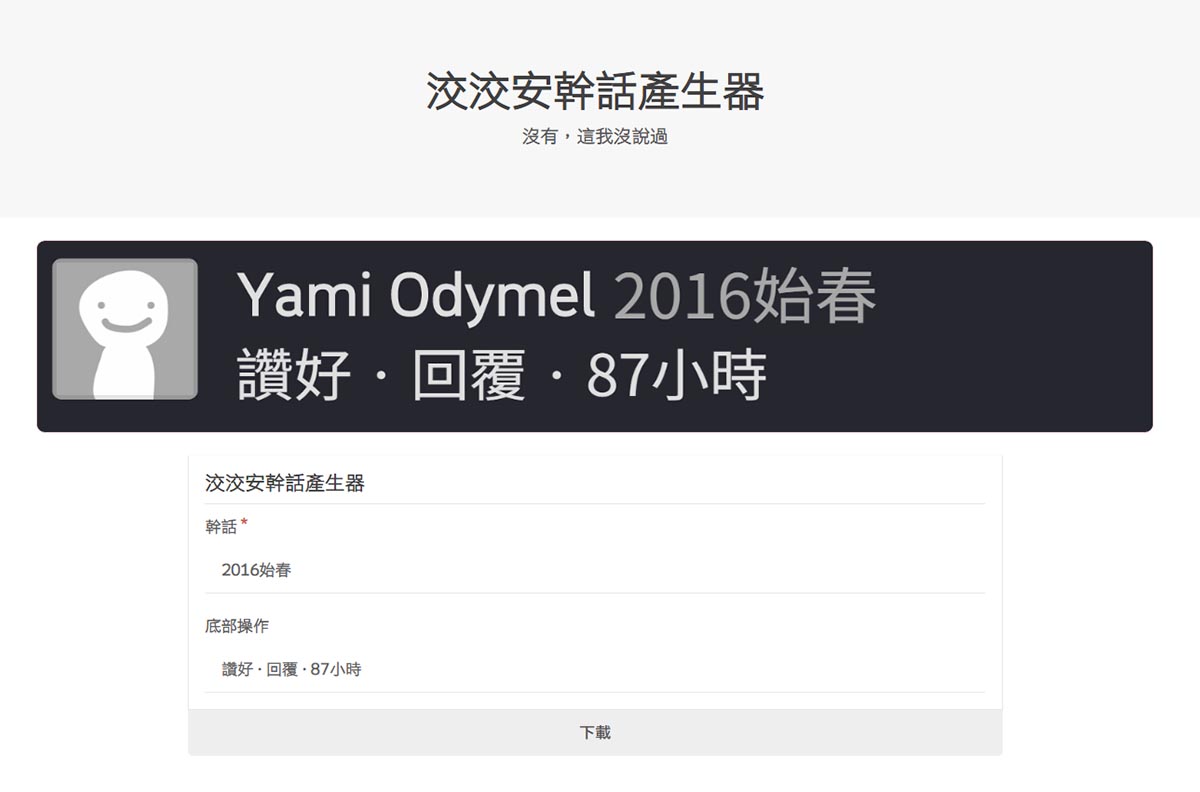 洨洨安幹話產生器
沒有，這我沒說過
Yami Odymel 2016始春
讚好 · 回覆 · 87小時
洨洨安幹話產生器
幹話 *
2016始春
底部操作
讚好 · 回覆 · 87小時
下載